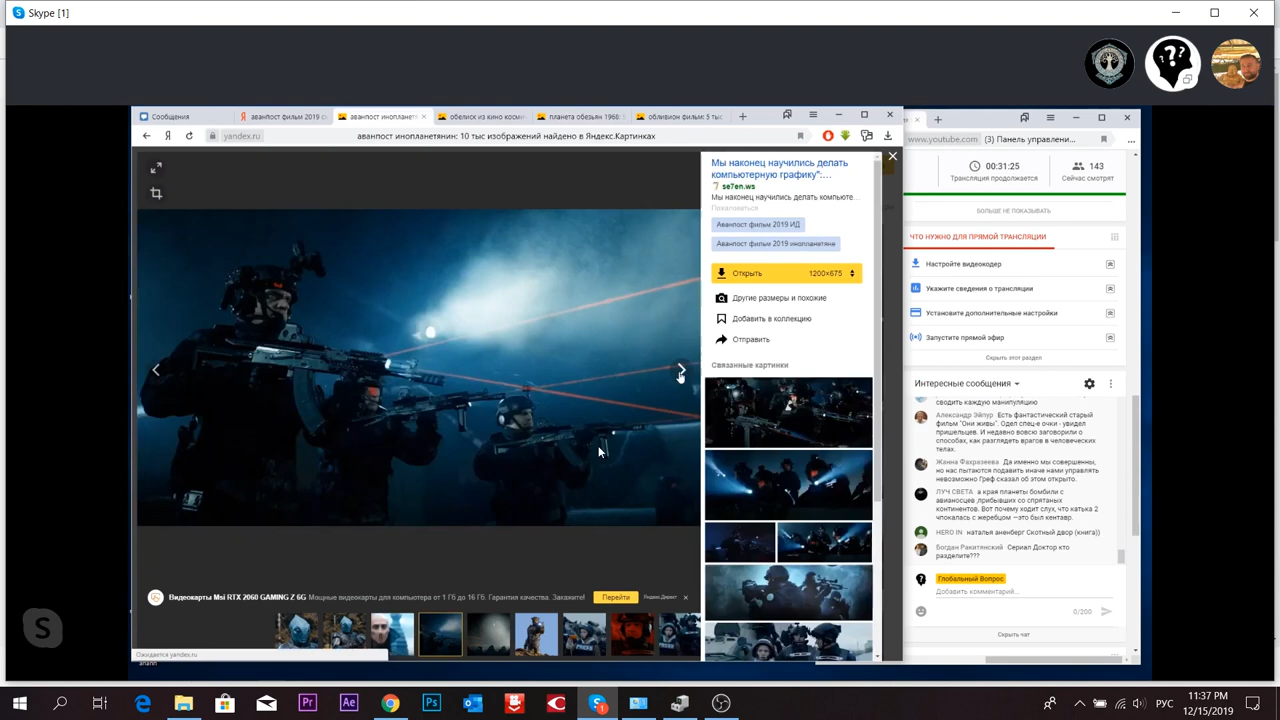 Skype [1]
Сообщения
аванпост фильм 2019 с
аванпост инопланетян
обелиск из кино косми
планета обезьян 1968: 5
обливион фильм: 5 тыс
yandex.ru
аванпост инопланетянин: 10 тыс изображений найдено в Яндекс.Картинках
www.youtube.com
(3) Панель управлени...
Мы наконец научились делать
компьютерную графику":...
se7en.ws
Мы наконец научились делать компьюте...
Пожаловаться
Аванпост фильм 2019 ИД
Аванпост фильм 2019 инопланетяне
Открыть 1200×675
Другие размеры и похожие
Добавить в коллекцию
Отправить
Связанные картинки
Видеокарты Msi RTX 2060 GAMING Z 6G Мощные видеокарты для компьютера от 1 Гб до 16 Гб. Гарантия качества. Закажите!
Перейти
Яндекс.Директ
Ожидается yandex.ru
00:31:25
Трансляция продолжается
143
Сейчас смотрят
БОЛЬШЕ НЕ ПОКАЗЫВАТЬ
ЧТО НУЖНО ДЛЯ ПРЯМОЙ ТРАНСЛЯЦИИ
Настройте видеокодер
Укажите сведения о трансляции
Установите дополнительные настройки
Запустите прямой эфир
Скрыть этот раздел
Интересные сообщения
сводить каждую манипуляцию
Александр Эйпур Есть фантастический старый
фильм "Они живы". Одел спец-е очки - увидел
пришельцев. И недавно вовсю заговорили о
способах, как разглядеть врагов в человеческих
телах.
Жанна Фахразеева Да именно мы совершенны,
но нас пытаются подавить иначе нами управлять
невозможно Греф сказал об этом открыто.
ЛУЧ СВЕТА а края планеты бомбили с
авианосцев ,прибывших со спрятаных
континентов. Вот почему ходит слух, что катька 2
чпокалась с жеребцом —это был кентавр.
HERO IN наталья аненберг Скотный двор (книга))
Богдан Ракитянский Сериал Доктор кто
разделите???
Глобальный Вопрос
Добавить комментарий...
0/200
Скрыть чат
РУС
11:37 PM
12/15/2019